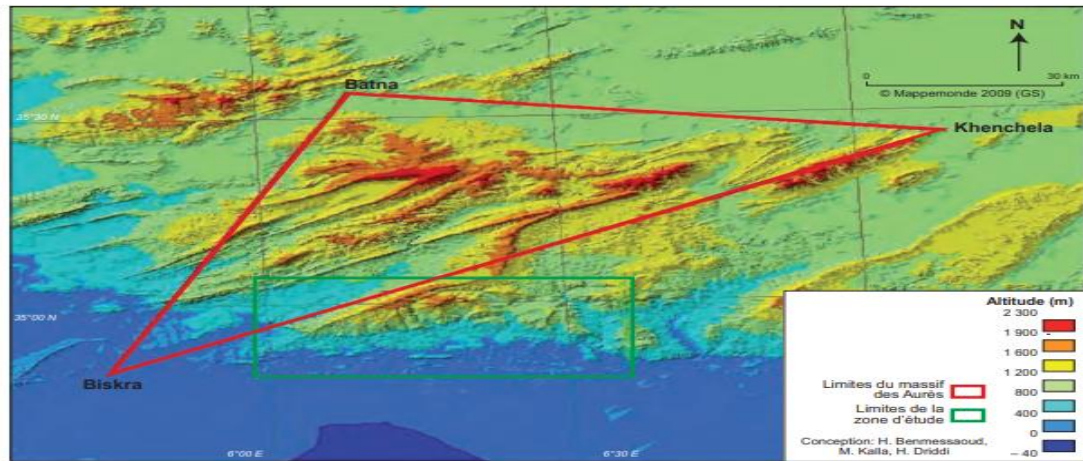 N
Batna
0 30 km
© Mappemonde 2009 (GS)
35°30 N
Khenchela
35°00 N
Biskra
6°00 E
6°30 E
Altitude (m)
2 300
1 900
1 600
1 200
800
400
0
– 40
Limites du massif
des Aurès
Limites de la
zone d'étude
Conception: H. Benmessaoud,
M. Kalla, H. Driddi